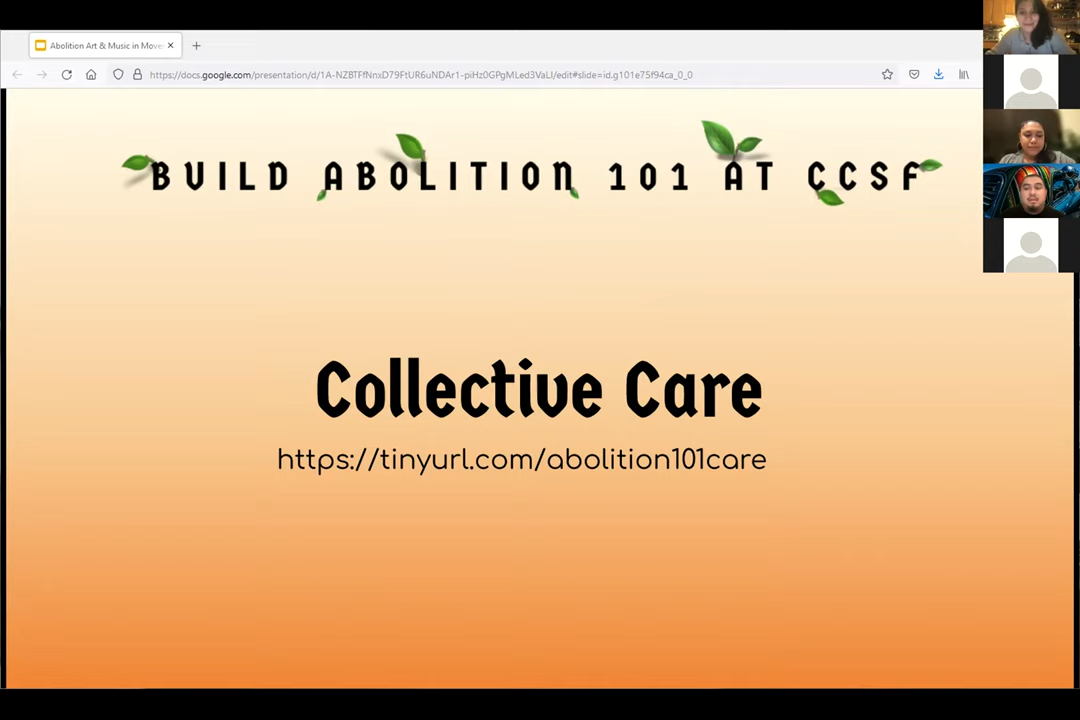 Abolition Art & Music in Move
https://docs.google.com/presentation/d/1A-NZBTFfNnxD79FtUR6uNDAr1-piHz0GPgMLed3VaLI/edit#slide=id.g101e75f94ca_0_0
BUILD ABOLITION 101 AT CCSF
Collective Care
https://tinyurl.com/abolition101care